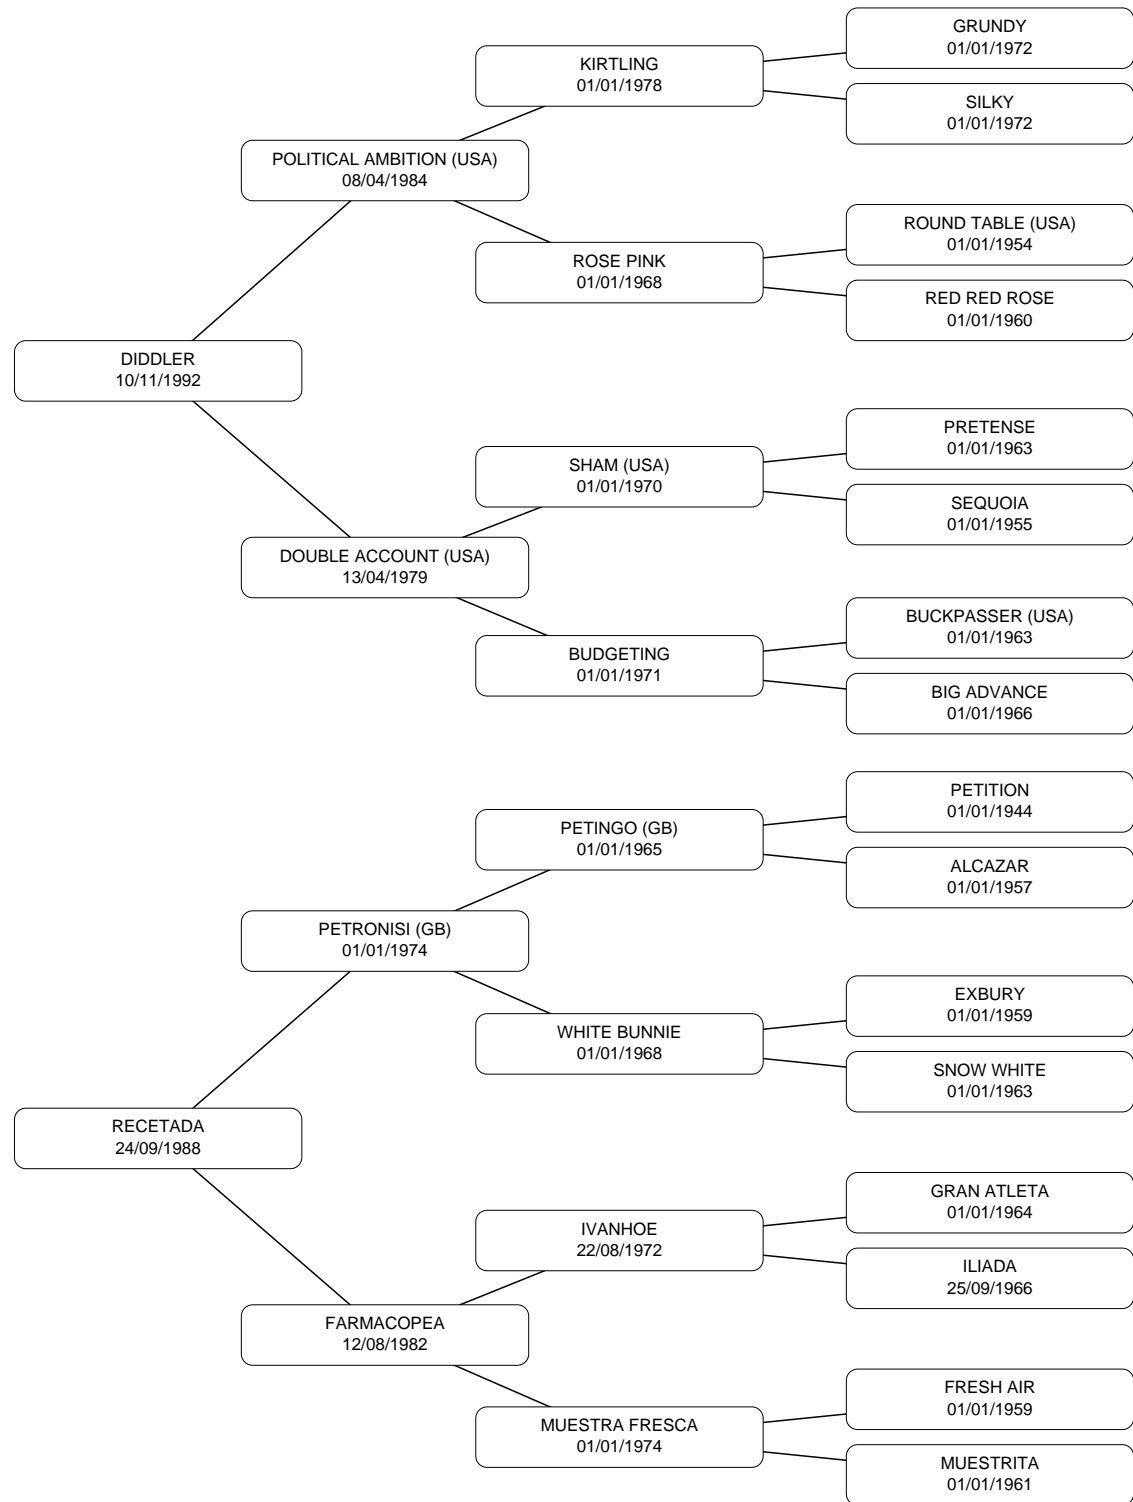 GRUNDY
01/01/1972
KIRTLING
01/01/1978
SILKY
01/01/1972
POLITICAL AMBITION (USA)
08/04/1984
ROUND TABLE (USA)
01/01/1954
ROSE PINK
01/01/1968
RED RED ROSE
01/01/1960
DIDDLER
10/11/1992
PRETENSE
01/01/1963
SHAM (USA)
01/01/1970
SEQUOIA
01/01/1955
DOUBLE ACCOUNT (USA)
13/04/1979
BUCKPASSER (USA)
01/01/1963
BUDGETING
01/01/1971
BIG ADVANCE
01/01/1966
PETITION
01/01/1944
PETINGO (GB)
01/01/1965
ALCAZAR
01/01/1957
PETRONISI (GB)
01/01/1974
EXBURY
01/01/1959
WHITE BUNNIE
01/01/1968
SNOW WHITE
01/01/1963
RECETADA
24/09/1988
GRAN ATLETA
01/01/1964
IVANHOE
22/08/1972
ILIADA
25/09/1966
FARMACOPEA
12/08/1982
FRESH AIR
01/01/1959
MUESTRA FRESCA
01/01/1974
MUESTRITA
01/01/1961